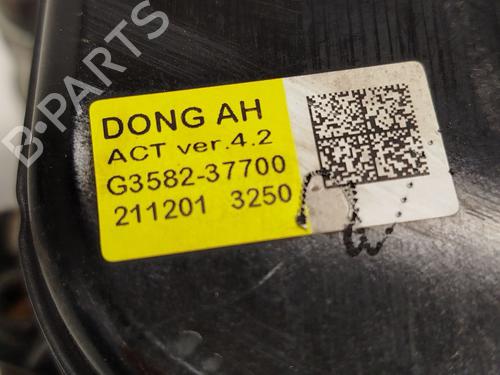 B-PARTS
DONG AH
ACT ver.4.2
G3582-37700
211201 3250